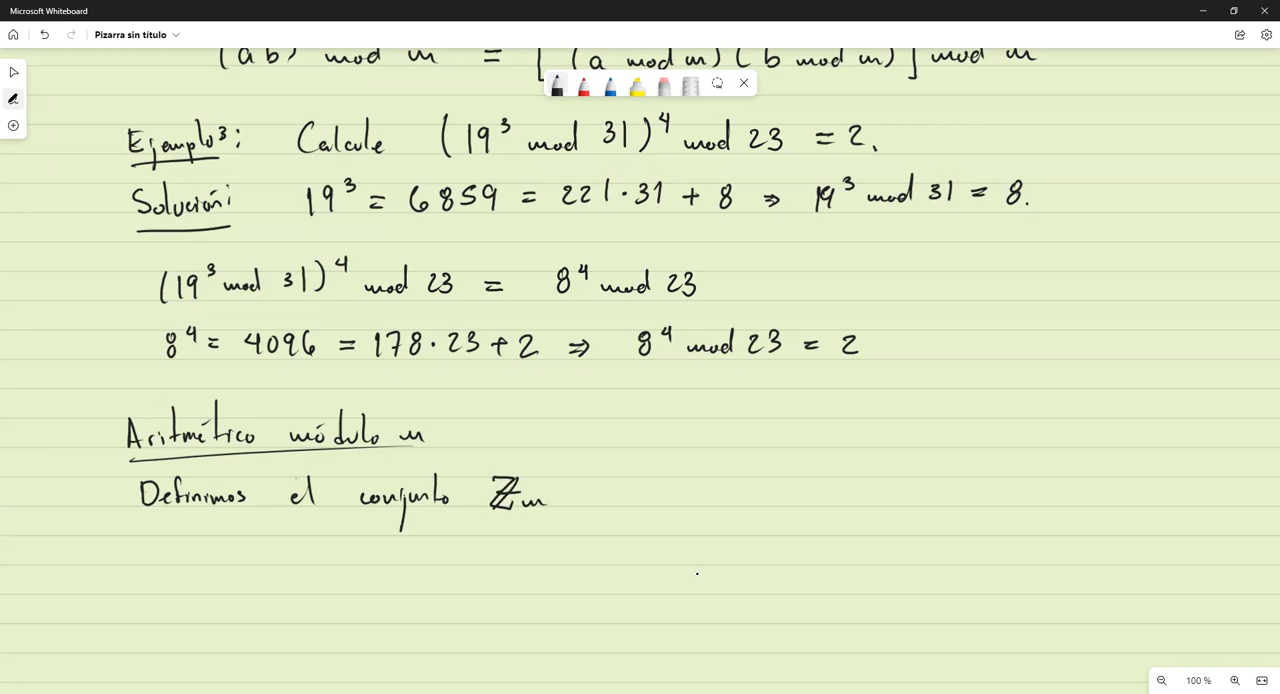 Microsoft Whiteboard
Pizarra sin título
(ab) mod m = [(a mod m)(b mod m)] mod m
Ejemplo 3: Calcule (19³ mod 31)⁴ mod 23 = 2.
Solución: 19³ = 6859 = 221·31 + 8 ⇒ 19³ mod 31 = 8.
(19³ mod 31)⁴ mod 23 = 8⁴ mod 23
8⁴ = 4096 = 178·23 + 2 ⇒ 8⁴ mod 23 = 2
Aritmético módulo m
Definimos el conjunto ℤm
100 %